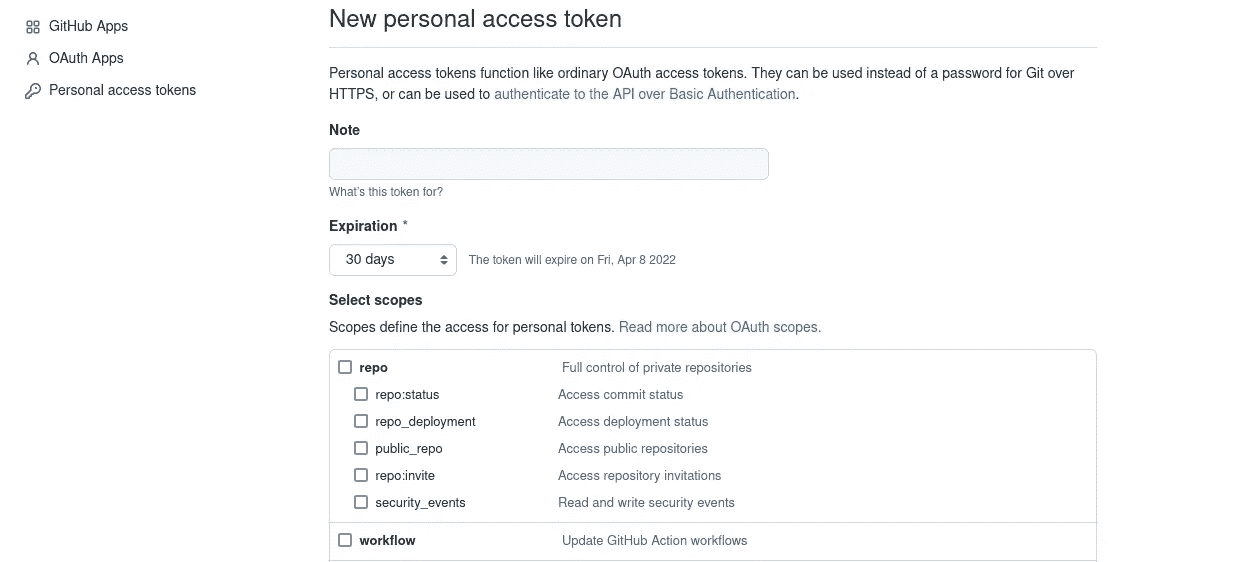 GitHub Apps
OAuth Apps
Personal access tokens
New personal access token
Personal access tokens function like ordinary OAuth access tokens. They can be used instead of a password for Git over
HTTPS, or can be used to authenticate to the API over Basic Authentication.
Note
What's this token for?
Expiration *
30 days The token will expire on Fri, Apr 8 2022
Select scopes
Scopes define the access for personal tokens. Read more about OAuth scopes.
repo Full control of private repositories
repo:status Access commit status
repo_deployment Access deployment status
public_repo Access public repositories
repo:invite Access repository invitations
security_events Read and write security events
workflow Update GitHub Action workflows